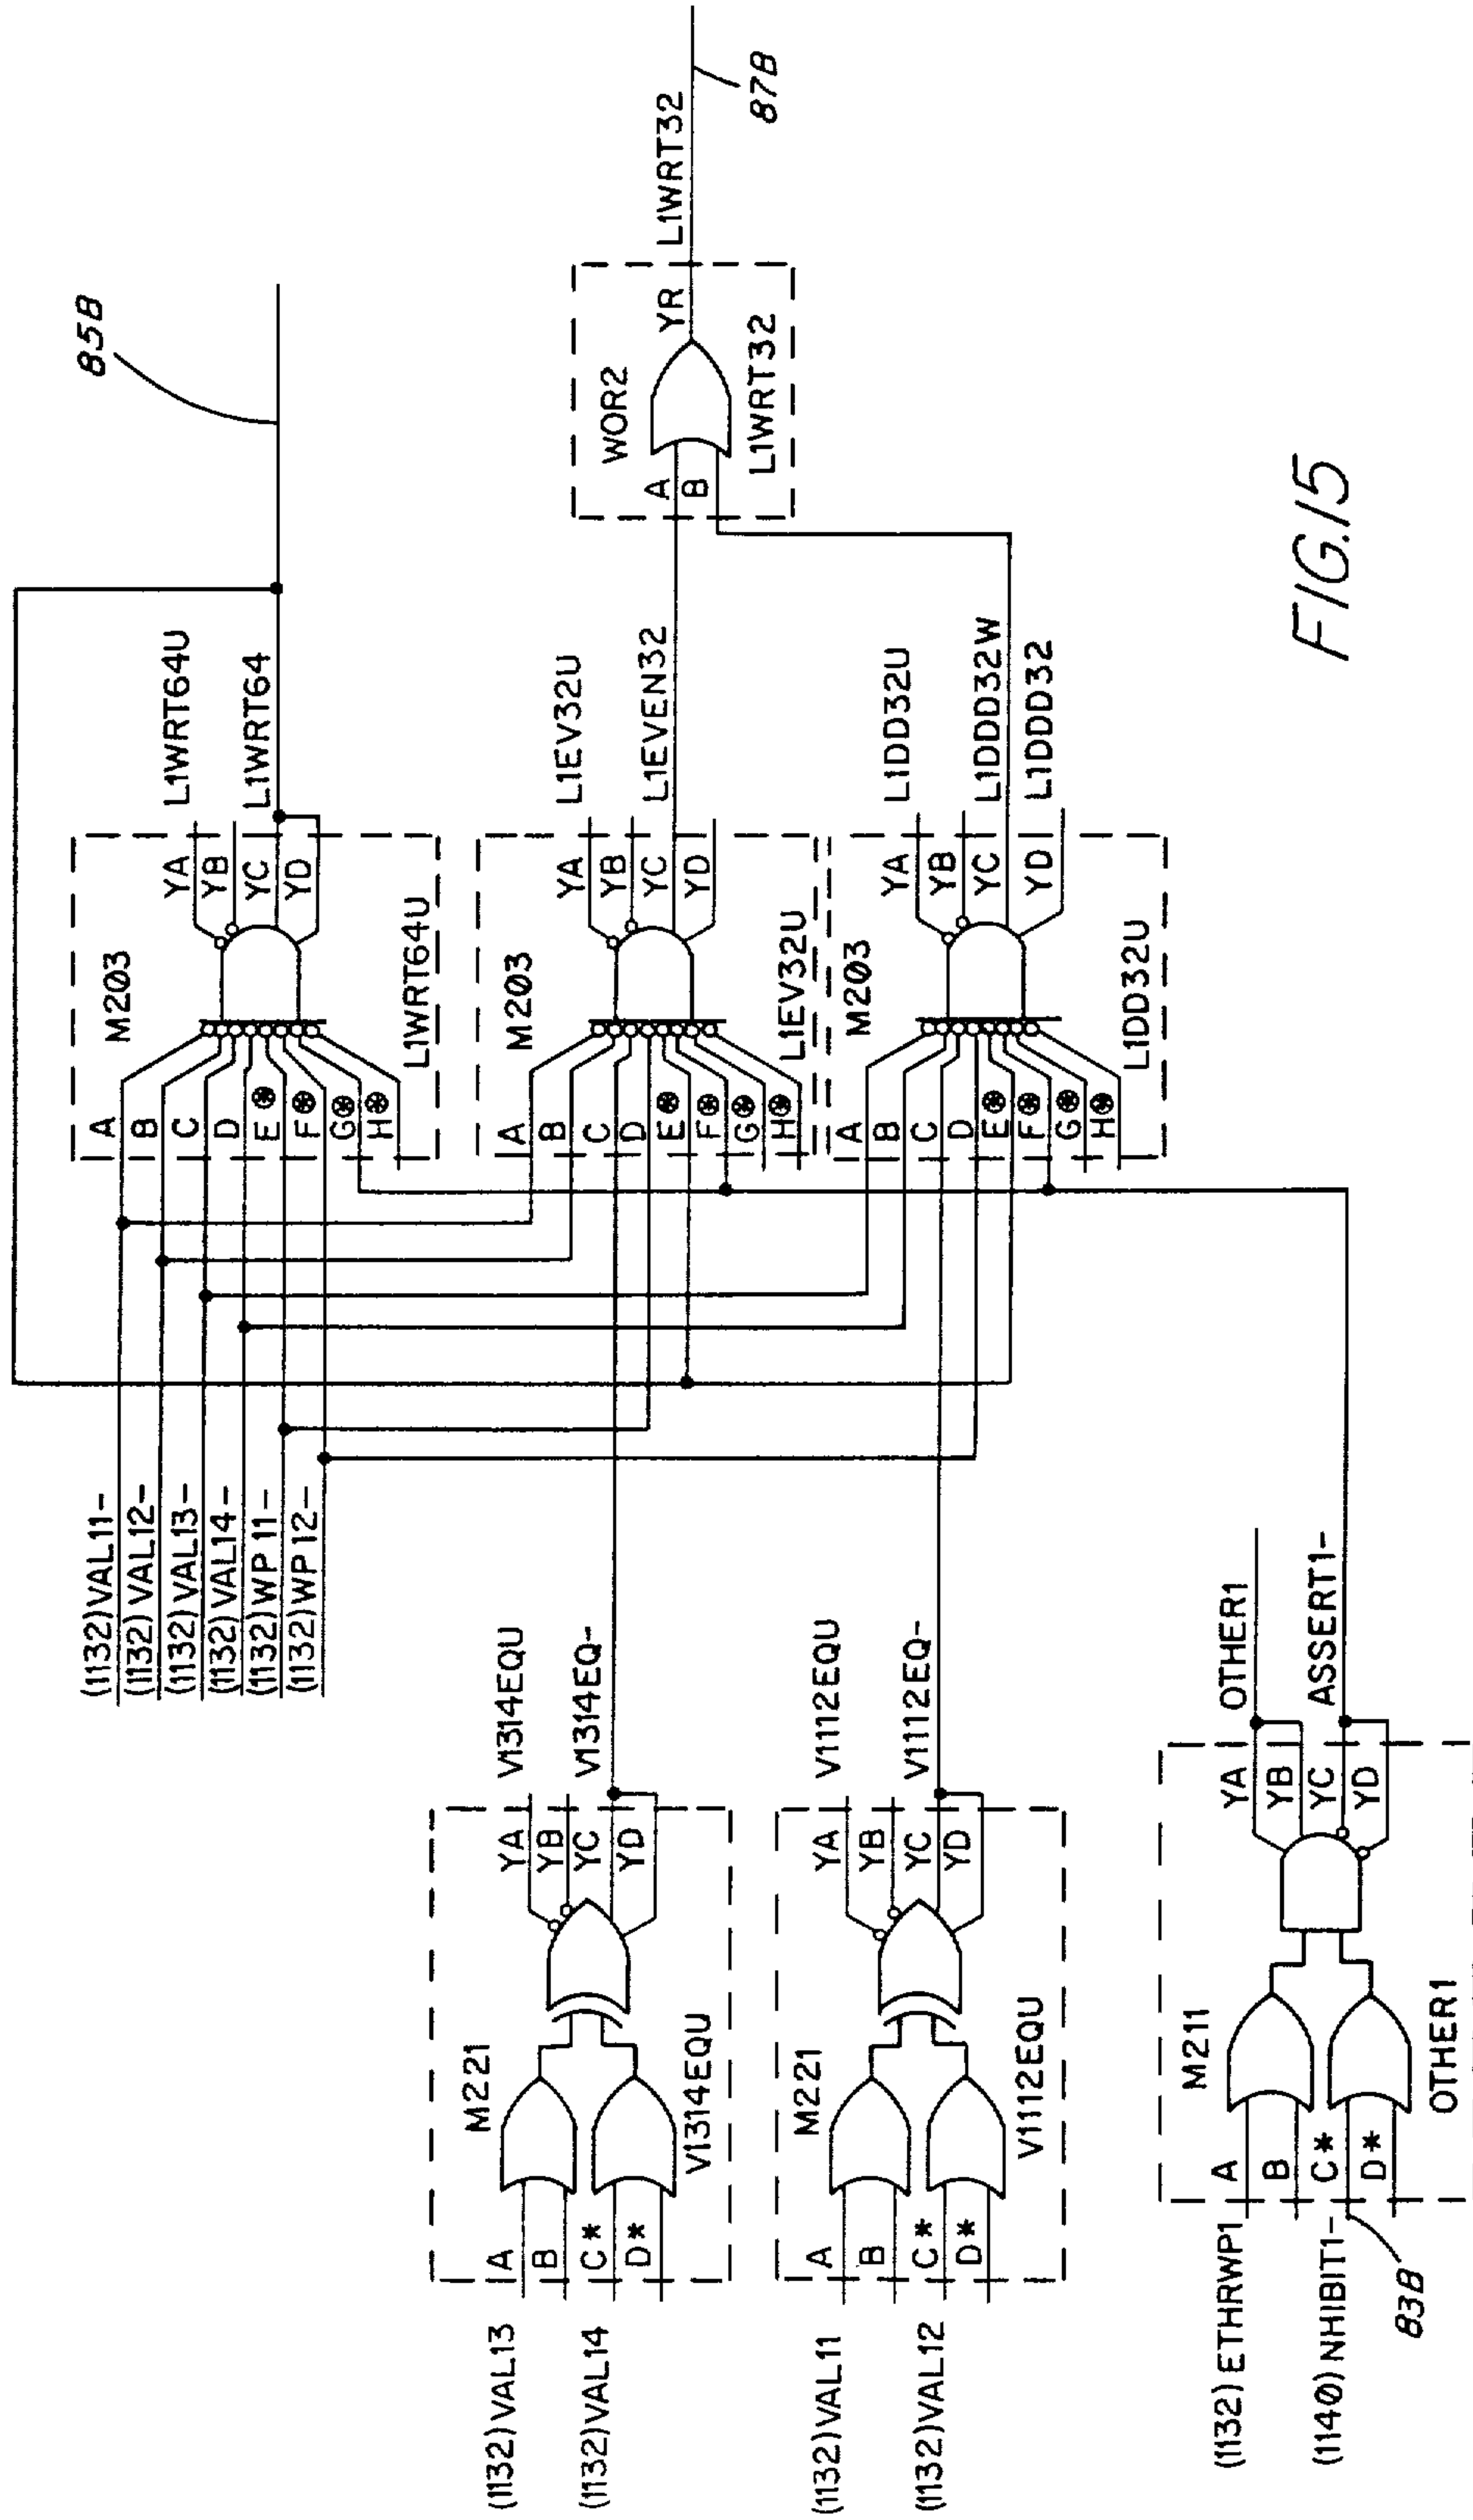 85B
(1132)VAL11-
(1132)VAL12-
(1132)VAL13-
(1132)VAL14-
(1132)WP11-
(1132)WP12-
M203
A
B
C
D
E⊛
F⊛
G⊛
H⊛
YA
YB
YC
YD
L1WRT64U
L1WRT64U
L1WRT64
(1132)VAL13
(1132)VAL14
M221
A
B
C*
D*
YA
YB
YC
YD
V1314EQU
V1314EQU
V1314EQ-
M203
A
B
C
D
E⊛
F⊛
G⊛
H⊛
YA
YB
YC
YD
L1EV32U
L1EV32U
L1EVEN32
WOR2
A
B
YR
L1WRT32
L1WRT32
87B
(1132)VAL11
(1132)VAL12
M221
A
B
C*
D*
YA
YB
YC
YD
V1112EQU
V1112EQU
V1112EQ-
M203
A
B
C
D
E⊛
F⊛
G⊛
H⊛
YA
YB
YC
YD
L1DD32U
L1DD32U
L1DDD32W
L1DDD32
(1132)ETHRWP1
(1140)NHIBIT1-
83B
M211
A
B
C*
D*
YA
YB
YC
YD
OTHER1
OTHER1
ASSERT1-
FIG.15